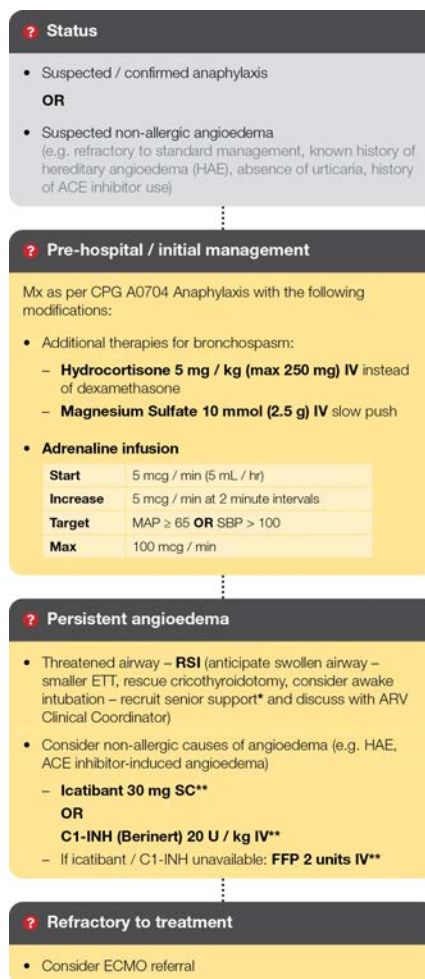 ? Status
• Suspected / confirmed anaphylaxis
OR
• Suspected non-allergic angioedema
(e.g. refractory to standard management, known history of
hereditary angioedema (HAE), absence of urticaria, history
of ACE inhibitor use)
? Pre-hospital / initial management
Mx as per CPG A0704 Anaphylaxis with the following
modifications:
• Additional therapies for bronchospasm:
– Hydrocortisone 5 mg / kg (max 250 mg) IV instead
of dexamethasone
– Magnesium Sulfate 10 mmol (2.5 g) IV slow push
• Adrenaline infusion
Start 5 mcg / min (5 mL / hr)
Increase 5 mcg / min at 2 minute intervals
Target MAP ≥ 65 OR SBP > 100
Max 100 mcg / min
? Persistent angioedema
• Threatened airway – RSI (anticipate swollen airway –
smaller ETT, rescue cricothyroidotomy, consider awake
intubation – recruit senior support* and discuss with ARV
Clinical Coordinator)
• Consider non-allergic causes of angioedema (e.g. HAE,
ACE inhibitor-induced angioedema)
– Icatibant 30 mg SC**
OR
C1-INH (Berinert) 20 U / kg IV**
– If icatibant / C1-INH unavailable: FFP 2 units IV**
? Refractory to treatment
• Consider ECMO referral